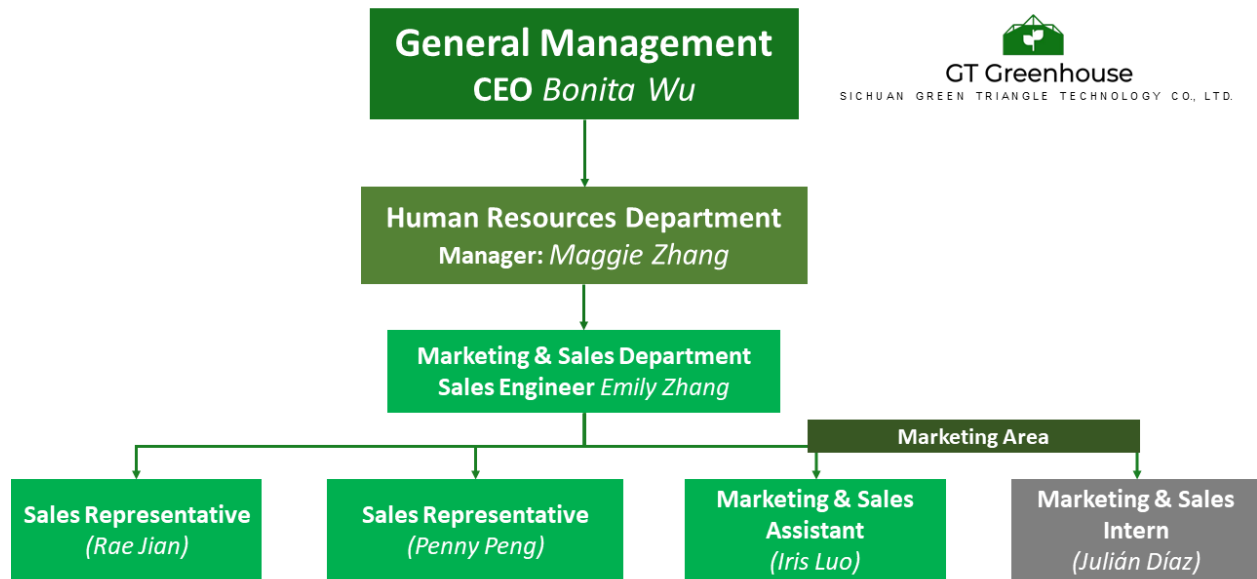 General Management
CEO Bonita Wu
GT Greenhouse
SICHUAN GREEN TRIANGLE TECHNOLOGY CO., LTD.
Human Resources Department
Manager: Maggie Zhang
Marketing & Sales Department
Sales Engineer Emily Zhang
Marketing Area
Sales Representative
(Rae Jian)
Sales Representative
(Penny Peng)
Marketing & Sales
Assistant
(Iris Luo)
Marketing & Sales
Intern
(Julián Díaz)